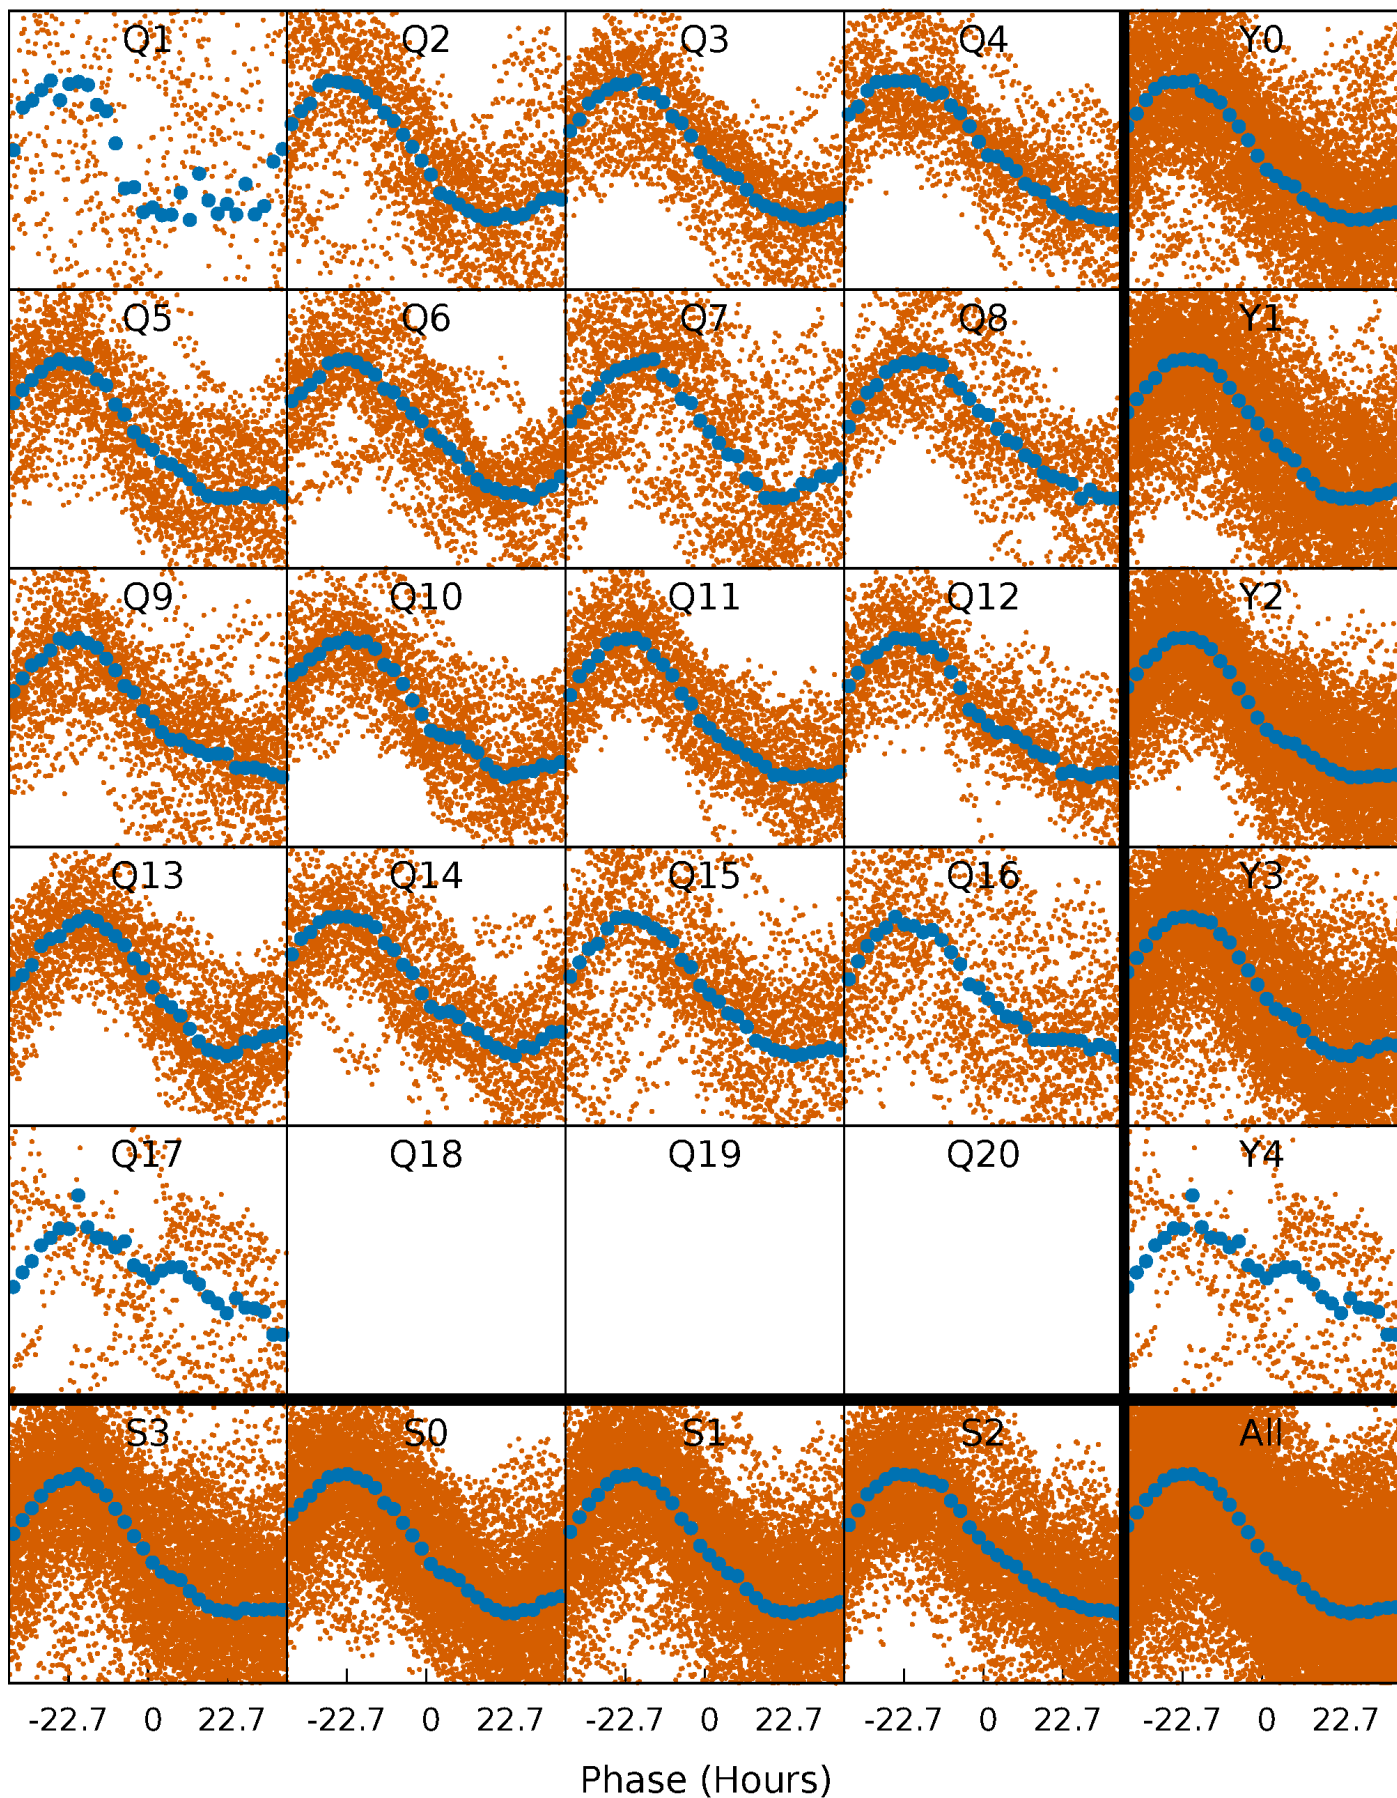 Q1 Q2 Q3 Q4 Y0
Q5 Q6 Q7 Q8 Y1
Q9 Q10 Q11 Q12 Y2
Q13 Q14 Q15 Q16 Y3
Q17 Q18 Q19 Q20 Y4
S3 S0 S1 S2 All
-22.7 0 22.7 -22.7 0 22.7 -22.7 0 22.7 -22.7 0 22.7 -22.7 0 22.7
Phase (Hours)